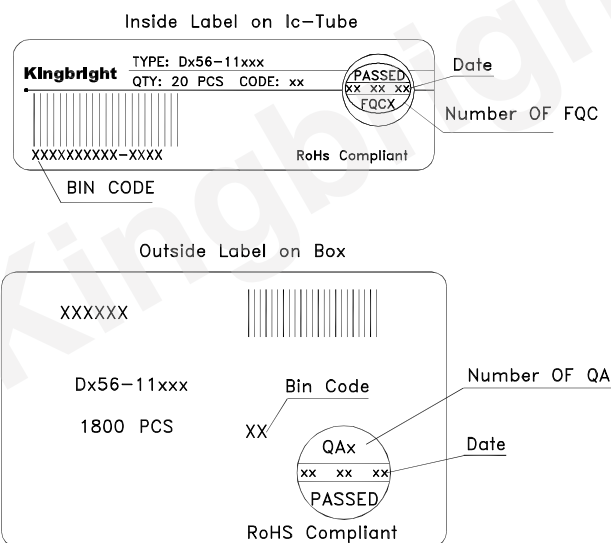 Inside Label on Ic-Tube
Kingbright
TYPE: Dx56-11xxx
QTY: 20 PCS CODE: xx
PASSED
xx xx xx
FQCX
Date
Number OF FQC
XXXXXXXXXX-XXXX
RoHs Compliant
BIN CODE
Outside Label on Box
XXXXXX
Dx56-11xxx
1800 PCS
Bin Code
XX
Number OF QA
QAx
Date
xx xx xx
PASSED
RoHS Compliant
Kingbright